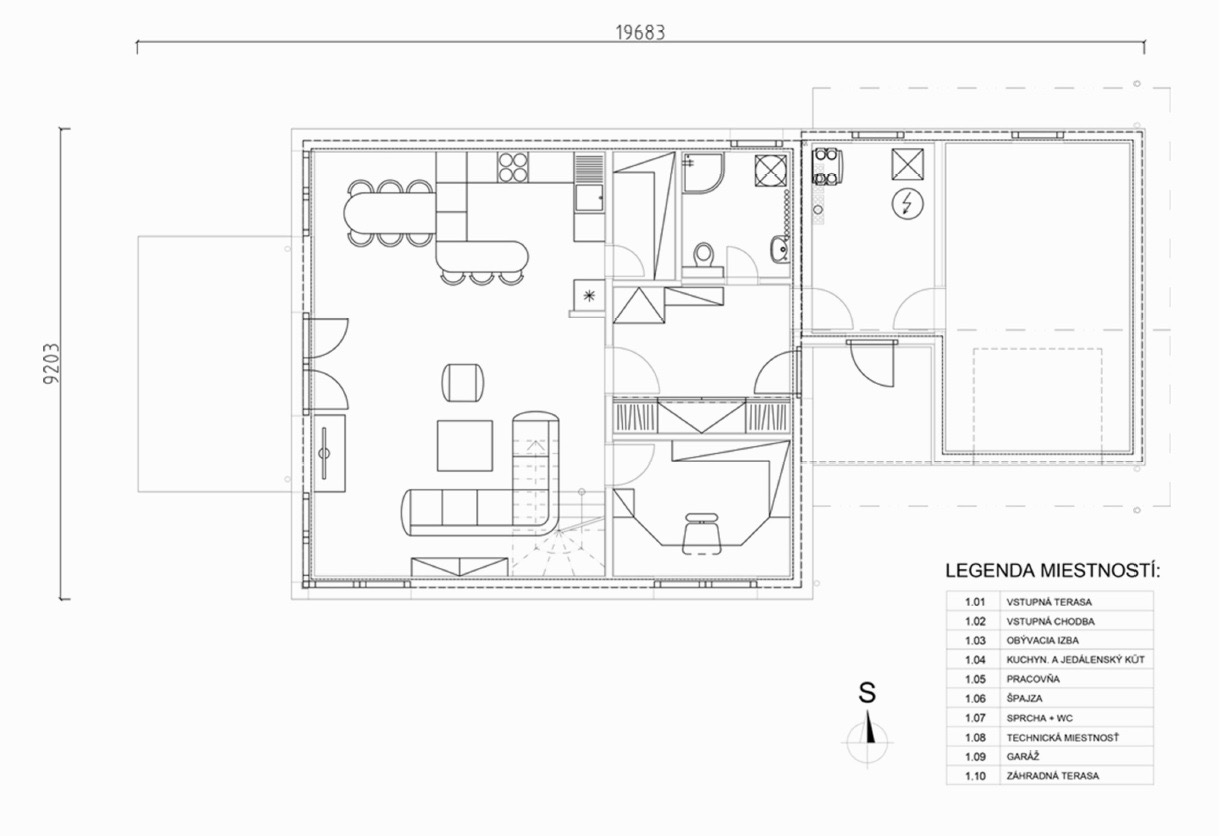 19683
9203
LEGENDA MIESTNOSTÍ:
1.01 VSTUPNÁ TERASA
1.02 VSTUPNÁ CHODBA
1.03 OBÝVACIA IZBA
1.04 KUCHYN. A JEDÁLENSKÝ KÚT
1.05 PRACOVŇA
1.06 ŠPAJZA
1.07 SPRCHA + WC
1.08 TECHNICKÁ MIESTNOSŤ
1.09 GARÁŽ
1.10 ZÁHRADNÁ TERASA
S